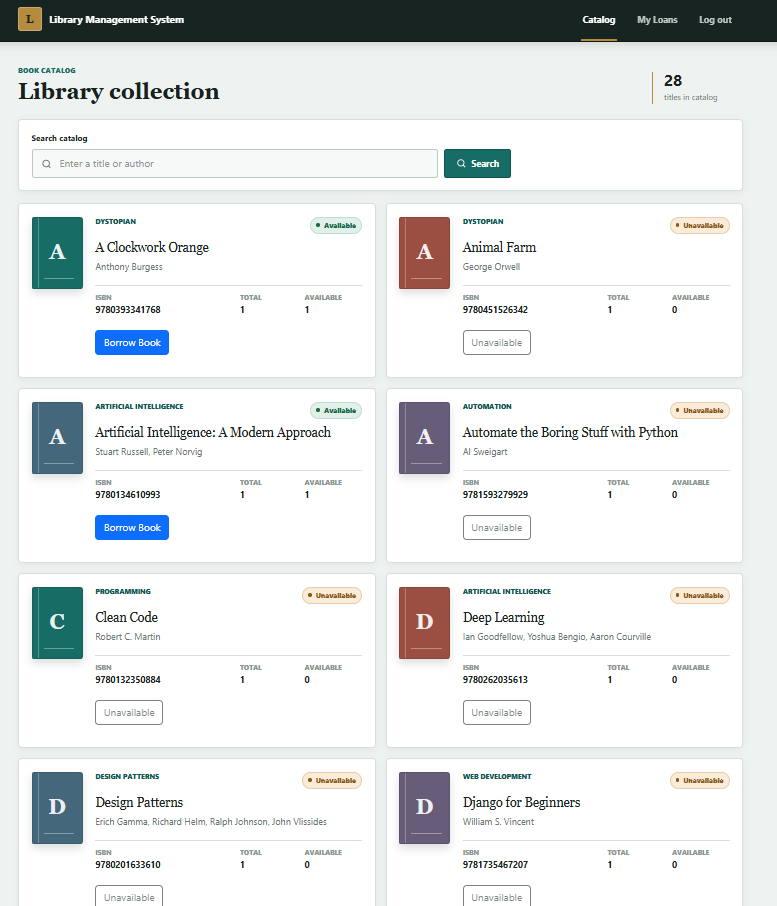 L Library Management System Catalog My Loans Log out
BOOK CATALOG
Library collection
28
titles in catalog
Search catalog
Enter a title or author
Search
A
DYSTOPIAN
Available
A Clockwork Orange
Anthony Burgess
ISBN TOTAL AVAILABLE
9780393341768 1 1
Borrow Book
A
DYSTOPIAN
Unavailable
Animal Farm
George Orwell
ISBN TOTAL AVAILABLE
9780451526342 1 0
Unavailable
A
ARTIFICIAL INTELLIGENCE
Available
Artificial Intelligence: A Modern Approach
Stuart Russell, Peter Norvig
ISBN TOTAL AVAILABLE
9780134610993 1 1
Borrow Book
A
AUTOMATION
Unavailable
Automate the Boring Stuff with Python
Al Sweigart
ISBN TOTAL AVAILABLE
9781593279929 1 0
Unavailable
C
PROGRAMMING
Unavailable
Clean Code
Robert C. Martin
ISBN TOTAL AVAILABLE
9780132350884 1 0
Unavailable
D
ARTIFICIAL INTELLIGENCE
Unavailable
Deep Learning
Ian Goodfellow, Yoshua Bengio, Aaron Courville
ISBN TOTAL AVAILABLE
9780262035613 1 0
Unavailable
D
DESIGN PATTERNS
Unavailable
Design Patterns
Erich Gamma, Richard Helm, Ralph Johnson, John Vlissides
ISBN TOTAL AVAILABLE
9780201633610 1 0
Unavailable
D
WEB DEVELOPMENT
Unavailable
Django for Beginners
William S. Vincent
ISBN TOTAL AVAILABLE
9781735467207 1 0
Unavailable